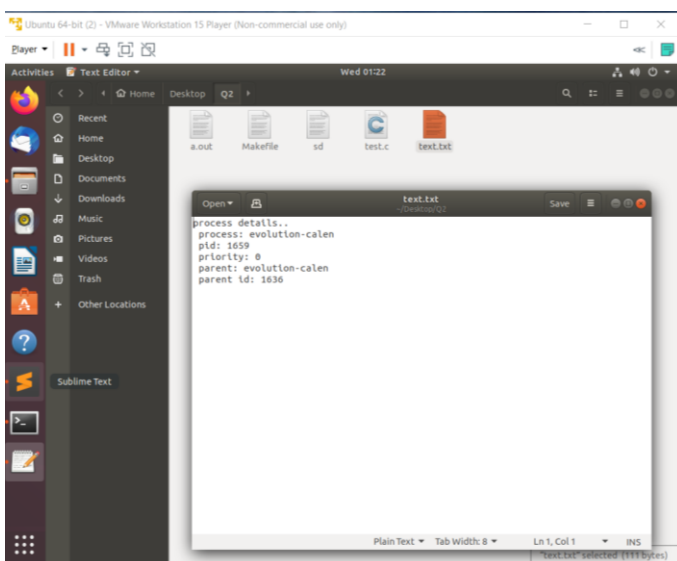 Ubuntu 64-bit (2) - VMware Workstation 15 Player (Non-commercial use only)
Player
Activities Text Editor Wed 01:22
Home Desktop Q2
Recent
Home
Desktop
Documents
Downloads
Music
Pictures
Videos
Trash
Other Locations
a.out Makefile sd test.c text.txt
Open text.txt Save
~/Desktop/Q2
process details..
process: evolution-calen
pid: 1659
priority: 0
parent: evolution-calen
parent id: 1636
Sublime Text
Plain Text Tab Width: 8 Ln 1, Col 1 INS
"text.txt" selected (111 bytes)